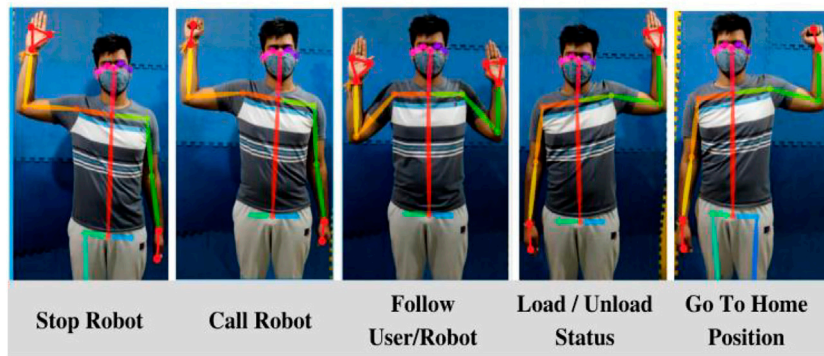 Stop Robot
Call Robot
Follow
User/Robot
Load / Unload
Status
Go To Home
Position